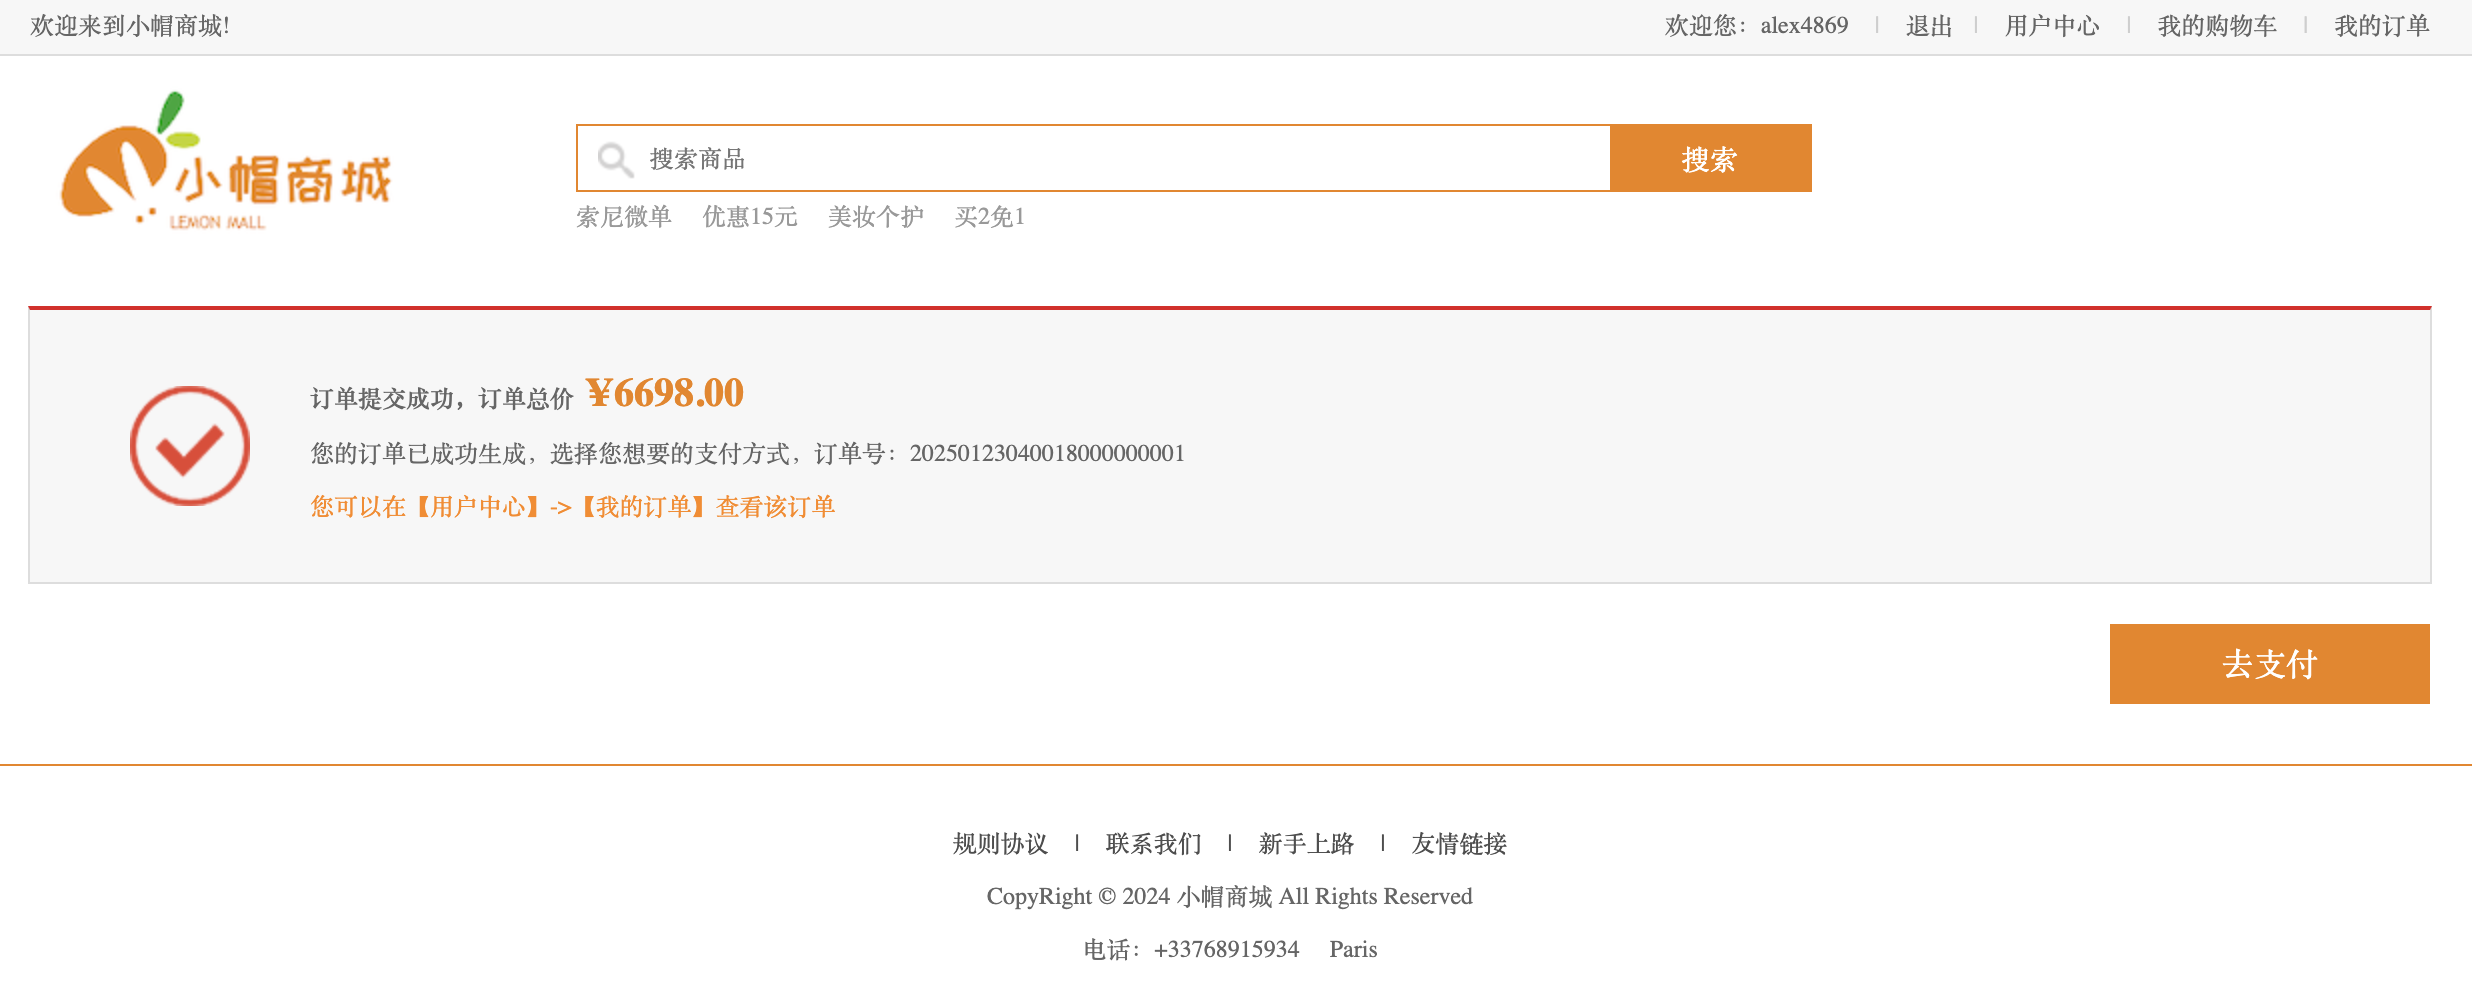 欢迎来到小帽商城!
欢迎您：alex4869 | 退出 | 用户中心 | 我的购物车 | 我的订单
小帽商城
LEMON MALL
搜索商品 搜索
索尼微单 优惠15元 美妆个护 买2免1
订单提交成功，订单总价 ¥6698.00
您的订单已成功生成，选择您想要的支付方式，订单号：20250123040018000000001
您可以在【用户中心】->【我的订单】查看该订单
去支付
规则协议 | 联系我们 | 新手上路 | 友情链接
CopyRight © 2024 小帽商城 All Rights Reserved
电话：+33768915934 Paris